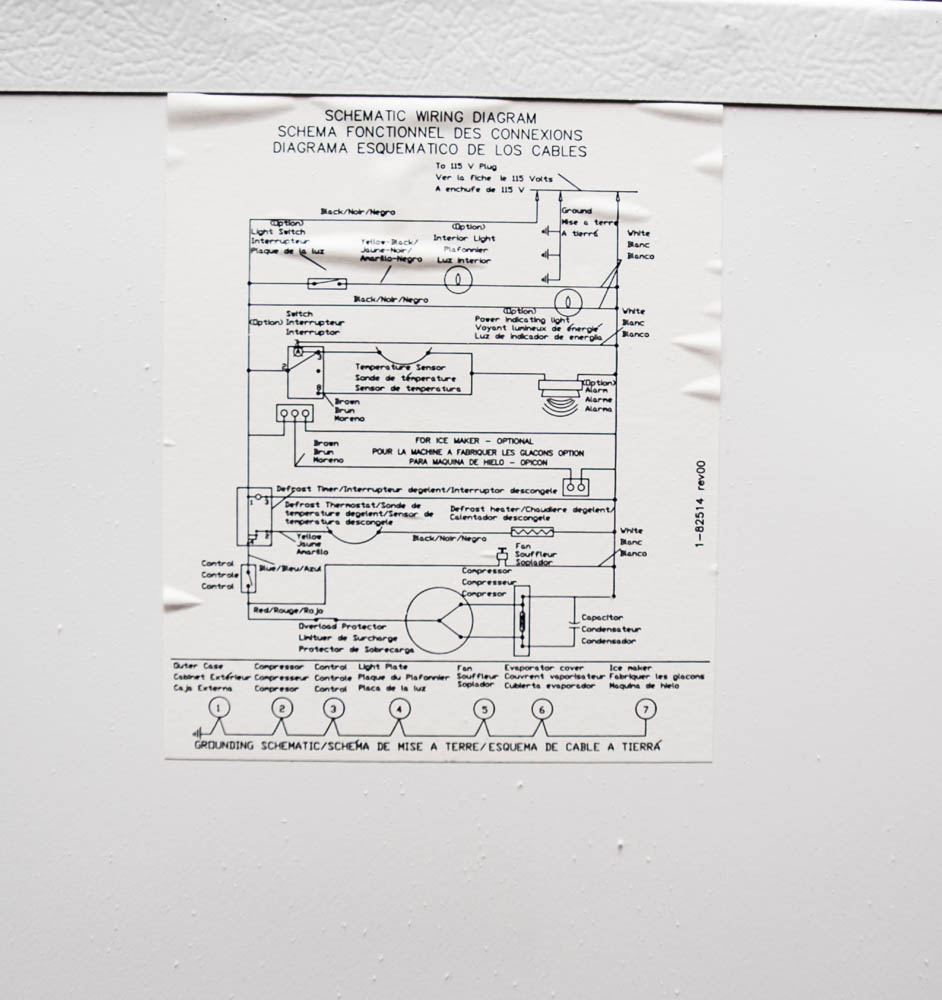 SCHEMATIC WIRING DIAGRAM
SCHEMA FONCTIONNEL DES CONNEXIONS
DIAGRAMA ESQUEMATICO DE LOS CABLES
To 115 V Plug
Ver la fiche le 115 Volts
A enchufe de 115 V
Black/Noir/Negro
Ground
Mise a terre
A tierrá
(Option)
Light Switch
Interrupteur
Plaque de la luz
Yellow-Black/
Jaune-Noir/
Amarillo-Negro
(Option)
Interior Light
Plafonnier
Luz interior
White
Blanc
Blanco
Black/Noir/Negro
Switch
(Option) Interrupteur
Interruptor
(Option)
Power indicating light
Voyant lumineux de énergie
Luz de indicador de energia
White
Blanc
Blanco
A
3
2
8
Temperature Sensor
Sonde de température
Sensor de temperatura
(Option)
Alarm
Alarme
Alarma
Brown
Brun
Moreno
Brown
Brun
Moreno
FOR ICE MAKER - OPTIONAL
POUR LA MACHINE A FABRIQUER LES GLACONS OPTION
PARA MAQUINA DE HIELO - OPICON
Defrost Timer/Interrupteur degelent/Interruptor descongele
1 3
Defrost Thermostat/Sonde de
temperature degelent/Sensor de
temperatura descongele
Defrost heater/Chaudiere degelent/
Calentador descongele
4 2
Yellow
Jaune
Amarillo
Black/Noir/Negro
White
Blanc
Blanco
Fan
Souffleur
Soplador
Control
Controle
Control
Blue/Bleu/Azul
Compressor
Compresseur
Compresor
Red/Rouge/Rojo
Overload Protector
Limituer de Surcharge
Protector de Sobrecarga
Capacitor
Condensateur
Condensador
1-82514 rev00
Outer Case Compressor Control Light Plate Fan Evaporator cover Ice maker
Cabinet Extérieur Compresseur Controle Plaque du Plafonnier Souffleur Couvrent vaporisateur Fabriquer les glacons
Caja Externa Compresor Control Placa de la luz Soplador Cubierta evaporador Maquina de hielo
1 2 3 4 5 6 7
GROUNDING SCHEMATIC/SCHEMA DE MISE A TERRE/ESQUEMA DE CABLE A TIERRÁ